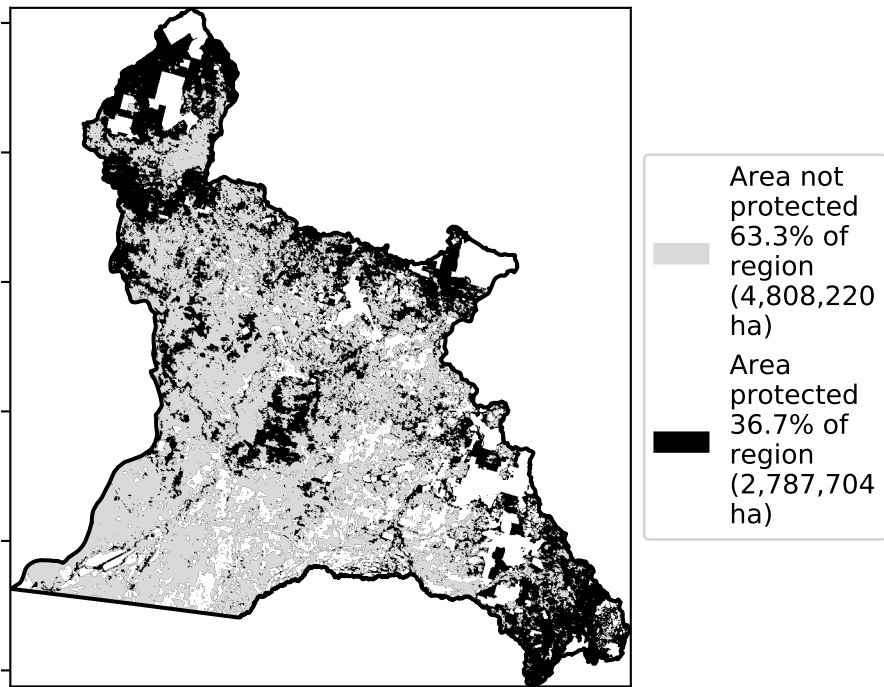 Area not
protected
63.3% of
region
(4,808,220
ha)
Area
protected
36.7% of
region
(2,787,704
ha)